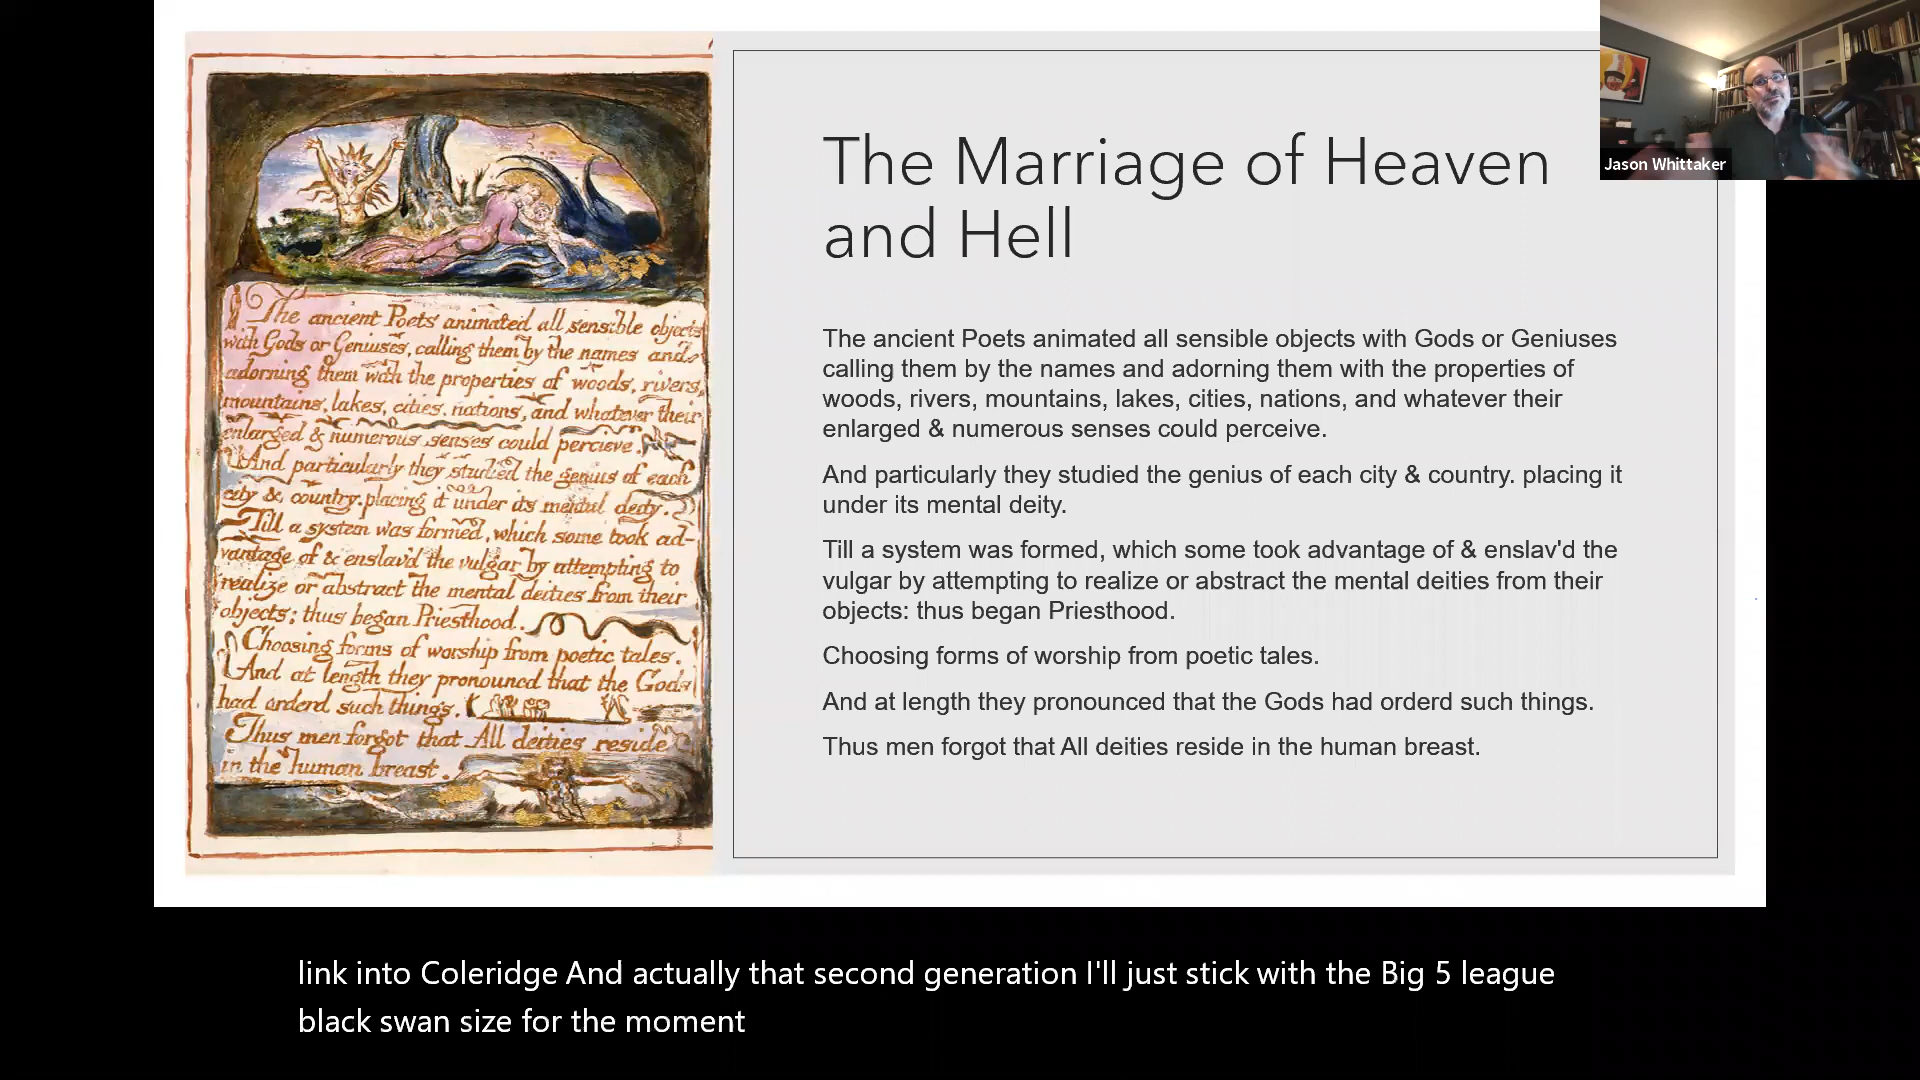 The ancient Poets animated all sensible objects
with Gods or Geniuses, calling them by the names and
adorning them with the properties of woods, rivers,
mountains, lakes, cities, nations, and whatever their
enlarged & numerous senses could percieve.
And particularly they studied the genius of each
city & country. placing it under its mental deity.
Till a system was formed, which some took ad-
vantage of & enslav'd the vulgar by attempting to
realize or abstract the mental deities from their
objects; thus began Priesthood.
Choosing forms of worship from poetic tales.
And at length they pronounced that the Gods
had orderd such things.
Thus men forgot that All deities reside
in the human breast.
The Marriage of Heaven
and Hell
The ancient Poets animated all sensible objects with Gods or Geniuses
calling them by the names and adorning them with the properties of
woods, rivers, mountains, lakes, cities, nations, and whatever their
enlarged & numerous senses could perceive.
And particularly they studied the genius of each city & country. placing it
under its mental deity.
Till a system was formed, which some took advantage of & enslav'd the
vulgar by attempting to realize or abstract the mental deities from their
objects: thus began Priesthood.
Choosing forms of worship from poetic tales.
And at length they pronounced that the Gods had orderd such things.
Thus men forgot that All deities reside in the human breast.
Jason Whittaker
link into Coleridge And actually that second generation I'll just stick with the Big 5 league
black swan size for the moment